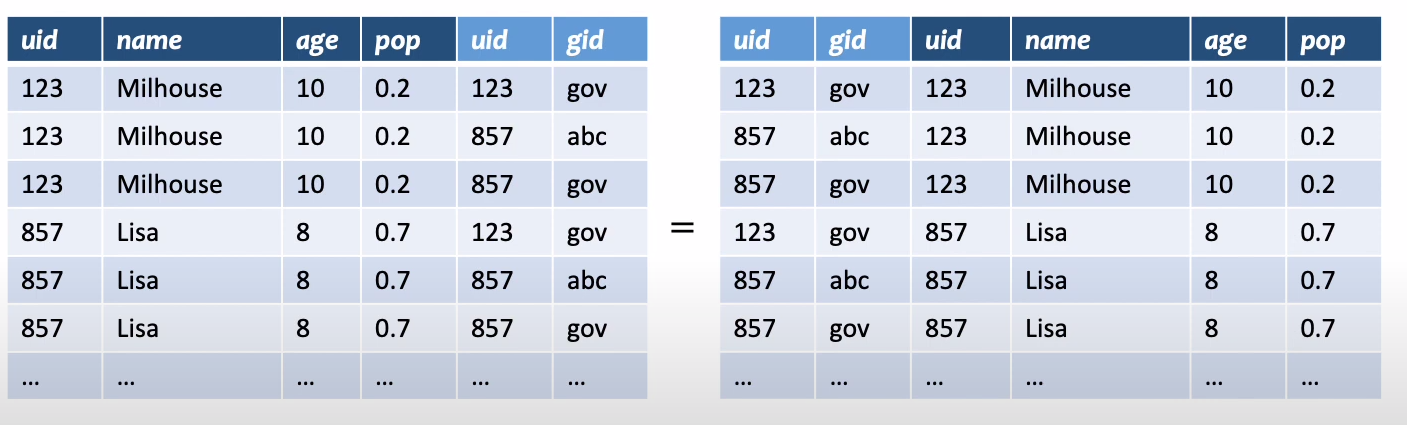 uid name age pop uid gid
123 Milhouse 10 0.2 123 gov
123 Milhouse 10 0.2 857 abc
123 Milhouse 10 0.2 857 gov
857 Lisa 8 0.7 123 gov
857 Lisa 8 0.7 857 abc
857 Lisa 8 0.7 857 gov
... ... ... ... ... ...
=
uid gid uid name age pop
123 gov 123 Milhouse 10 0.2
857 abc 123 Milhouse 10 0.2
857 gov 123 Milhouse 10 0.2
123 gov 857 Lisa 8 0.7
857 abc 857 Lisa 8 0.7
857 gov 857 Lisa 8 0.7
... ... ... ... ... ...